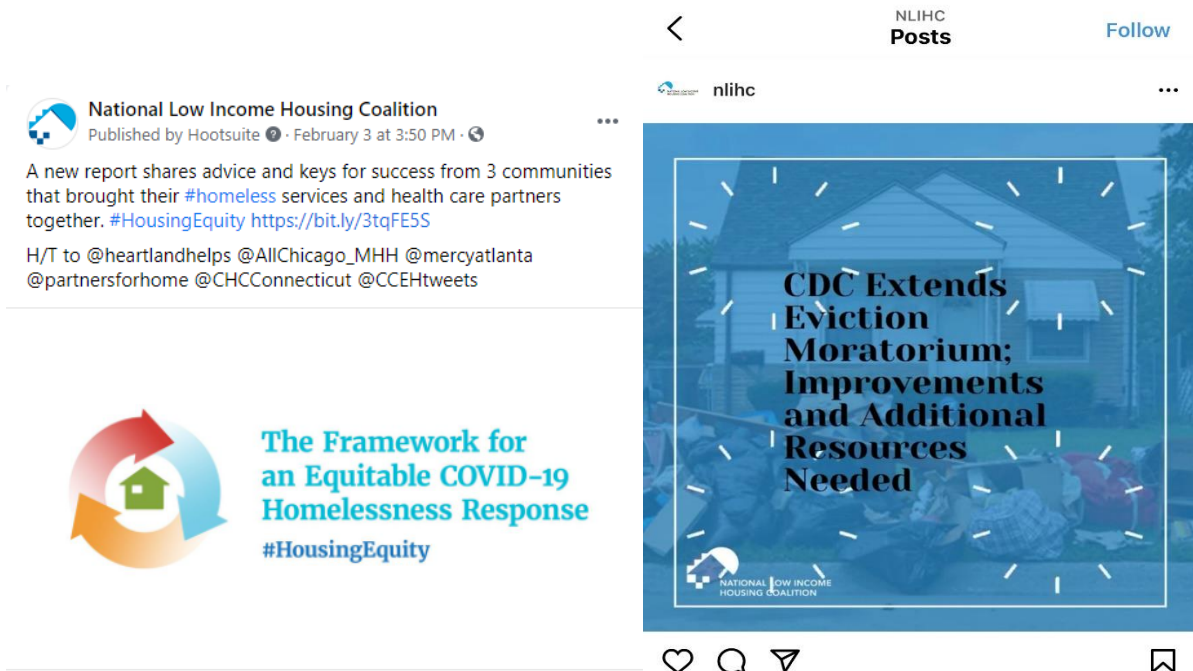 National Low Income Housing Coalition
Published by Hootsuite · February 3 at 3:50 PM ·
A new report shares advice and keys for success from 3 communities
that brought their #homeless services and health care partners
together. #HousingEquity https://bit.ly/3tqFE5S
H/T to @heartlandhelps @AllChicago_MHH @mercyatlanta
@partnersforhome @CHCConnecticut @CCEHtweets
The Framework for
an Equitable COVID-19
Homelessness Response
#HousingEquity
NLIHC
Posts
Follow
nlihc
CDC Extends
Eviction
Moratorium;
Improvements
and Additional
Resources
Needed
NATIONAL LOW INCOME
HOUSING COALITION